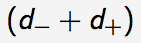 (d₋ + d₊)